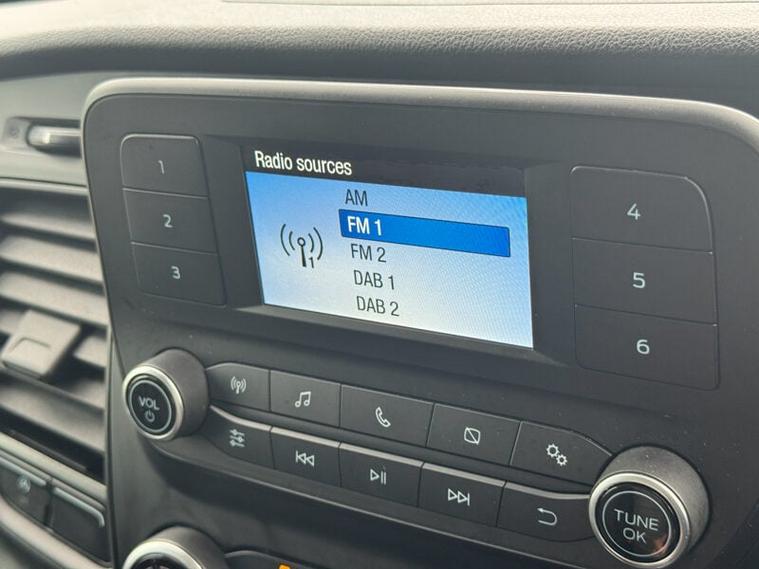 Radio sources
AM
FM 1
FM 2
DAB 1
DAB 2
1
1
2
3
4
5
6
VOL
TUNE
OK